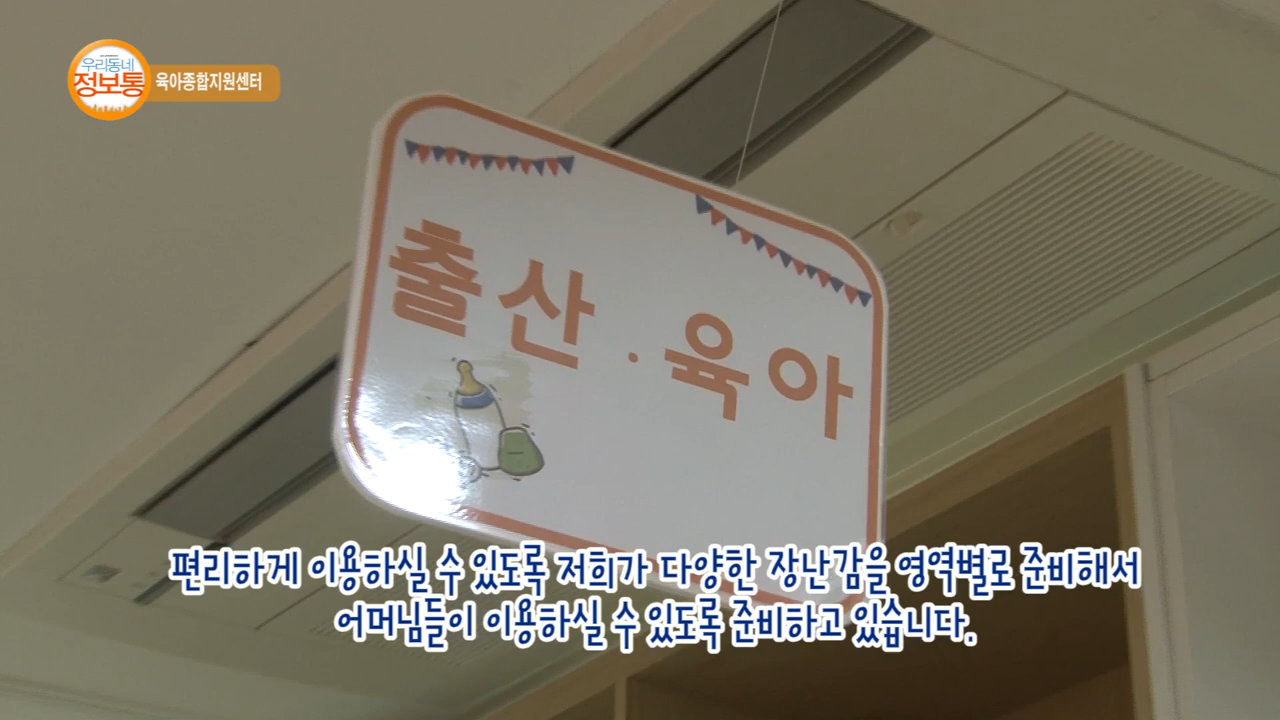 우리동네
정보통
육아종합지원센터
출산·육아
편리하게 이용하실 수 있도록 저희가 다양한 장난감을 영역별로 준비해서
어머님들이 이용하실 수 있도록 준비하고 있습니다.